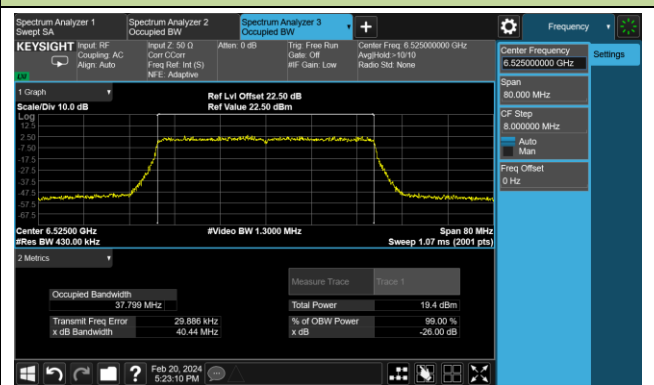 Spectrum Analyzer 1
Swept SA
Spectrum Analyzer 2
Occupied BW
Spectrum Analyzer 3
Occupied BW
Frequency
KEYSIGHT
Input: RF
Coupling: AC
Align: Auto
Input Z: 50 Ω
Corr CCorr
Freq Ref: Int (S)
NFE: Adaptive
Atten: 0 dB
Trig: Free Run
Gate: Off
#IF Gain: Low
Center Freq: 6.525000000 GHz
Avg|Hold:>10/10
Radio Std: None
Center Frequency
6.525000000 GHz
Settings
Span
80.000 MHz
CF Step
8.000000 MHz
Auto
Man
Freq Offset
0 Hz
1 Graph
Scale/Div 10.0 dB
Ref Lvl Offset 22.50 dB
Ref Value 22.50 dBm
Log
12.5
2.50
-7.50
-17.5
-27.5
-37.5
-47.5
-57.5
-67.5
Center 6.52500 GHz
#Res BW 430.00 kHz
#Video BW 1.3000 MHz
Span 80 MHz
Sweep 1.07 ms (2001 pts)
2 Metrics
Measure Trace
Trace 1
Occupied Bandwidth
37.799 MHz
Total Power
19.4 dBm
Transmit Freq Error
29.886 kHz
% of OBW Power
99.00 %
x dB Bandwidth
40.44 MHz
x dB
-26.00 dB
Feb 20, 2024
5:23:10 PM